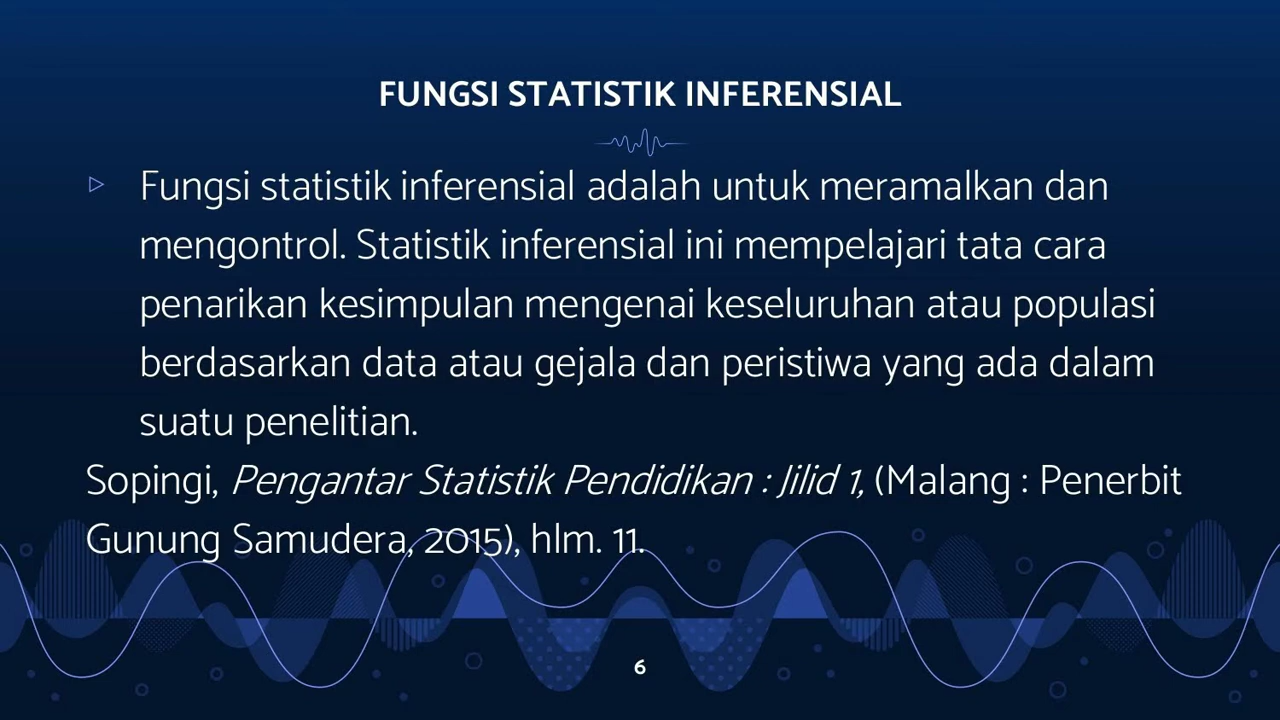 FUNGSI STATISTIK INFERENSIAL
Fungsi statistik inferensial adalah untuk meramalkan dan
mengontrol. Statistik inferensial ini mempelajari tata cara
penarikan kesimpulan mengenai keseluruhan atau populasi
berdasarkan data atau gejala dan peristiwa yang ada dalam
suatu penelitian.
Sopingi, Pengantar Statistik Pendidikan : Jilid 1, (Malang : Penerbit
Gunung Samudera, 2015), hlm. 11.
6